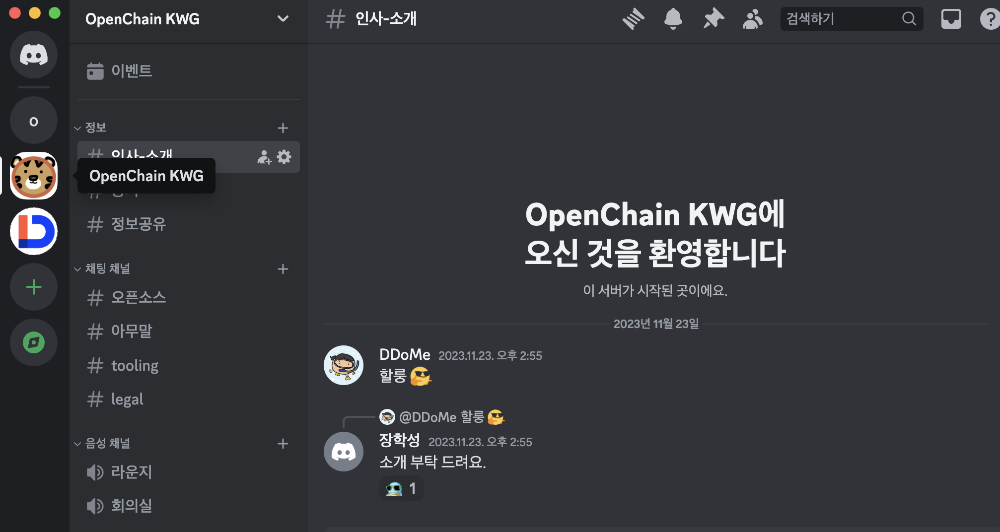 OpenChain KWG
이벤트
정보
인사-소개
OpenChain KWG
정보공유
채팅 채널
오픈소스
아무말
tooling
legal
음성 채널
라운지
회의실
o
인사-소개
검색하기
OpenChain KWG에
오신 것을 환영합니다
이 서버가 시작된 곳이에요.
2023년 11월 23일
DDoMe 2023.11.23. 오후 2:55
할룽
@DDoMe 할룽
장학성 2023.11.23. 오후 2:55
소개 부탁 드려요.
1